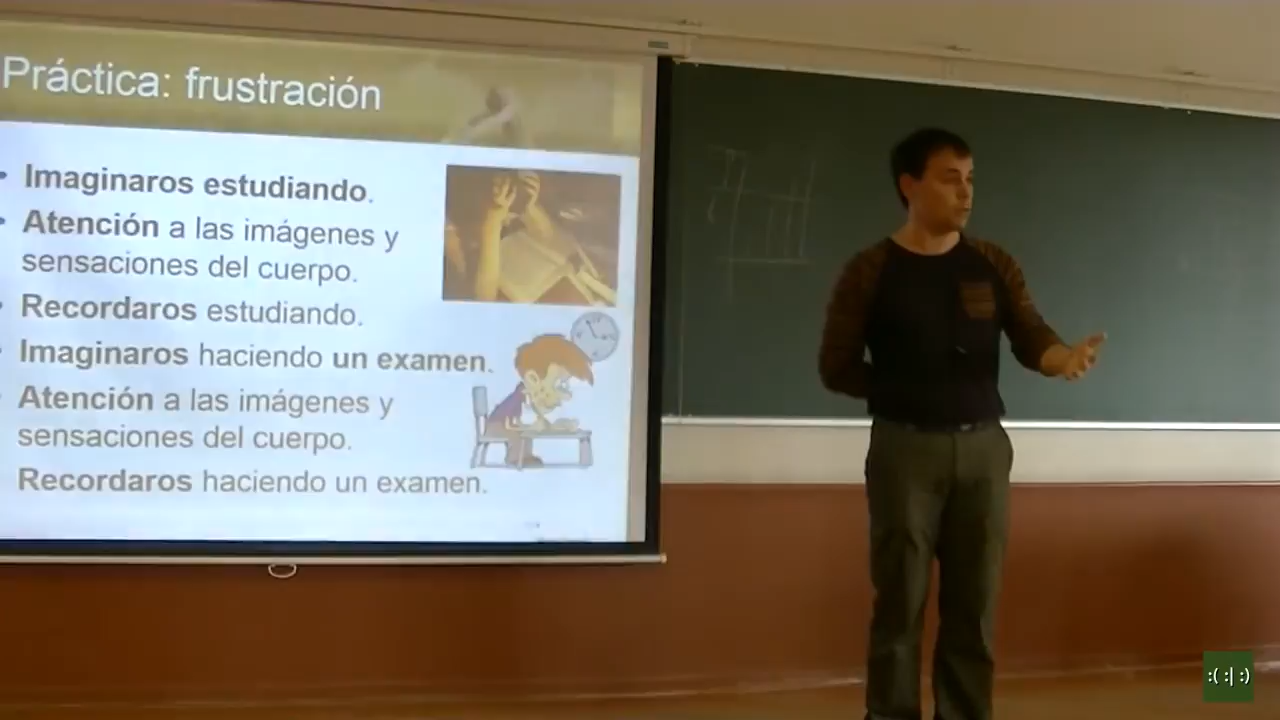 Práctica: frustración
• Imaginaros estudiando.
• Atención a las imágenes y
sensaciones del cuerpo.
• Recordaros estudiando.
• Imaginaros haciendo un examen.
Atención a las imágenes y
sensaciones del cuerpo.
Recordaros haciendo un examen.
:( :| :)